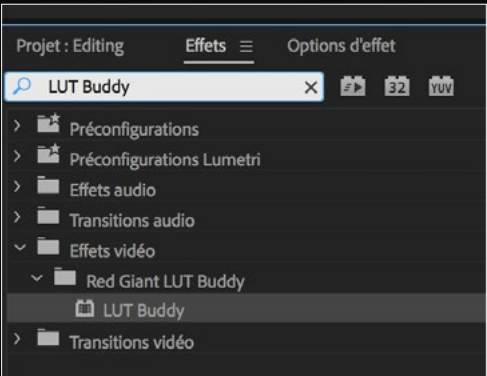 Projet : Editing Effets Options d'effet
LUT Buddy 32 YUV
Préconfigurations
Préconfigurations Lumetri
Effets audio
Transitions audio
Effets vidéo
Red Giant LUT Buddy
LUT Buddy
Transitions vidéo